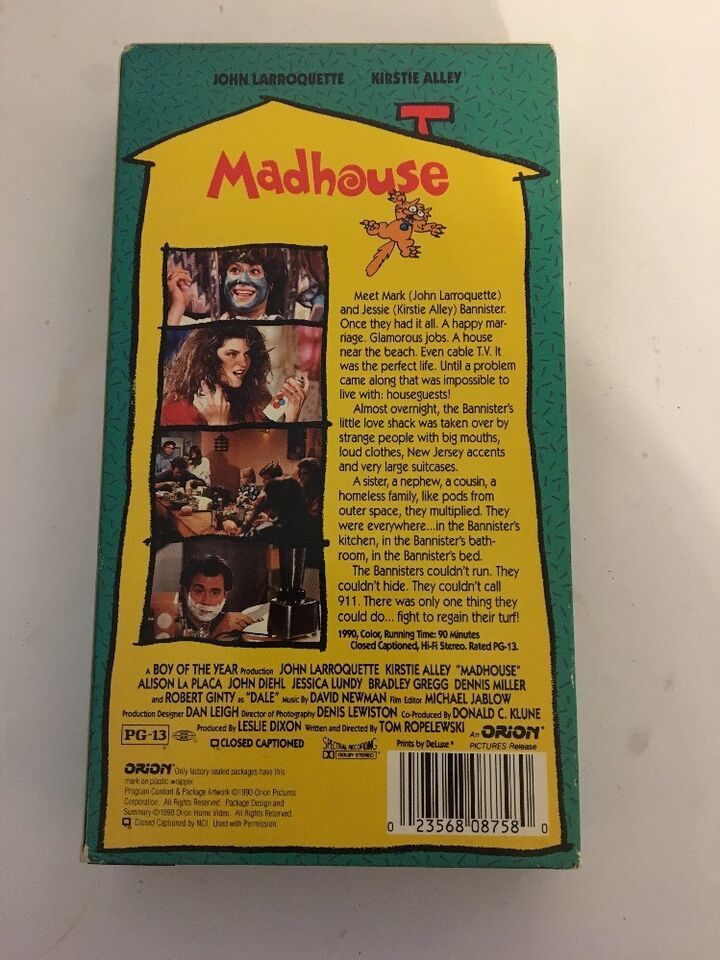 JOHN LARROQUETTE KIRSTIE ALLEY
Madhouse
Meet Mark (John Larroquette)
and Jessie (Kirstie Alley) Bannister.
Once they had it all. A happy mar-
riage. Glamorous jobs. A house
near the beach. Even cable T.V. It
was the perfect life. Until a problem
came along that was impossible to
live with: houseguests!
Almost overnight, the Bannister's
little love shack was taken over by
strange people with big mouths,
loud clothes, New Jersey accents
and very large suitcases.
A sister, a nephew, a cousin, a
homeless family, like pods from
outer space, they multiplied. They
were everywhere...in the Bannister's
kitchen, in the Bannister's bath-
room, in the Bannister's bed.
The Bannisters couldn't run. They
couldn't hide. They couldn't call
911. There was only one thing they
could do... fight to regain their turf!
1990, Color, Running Time: 90 Minutes
Closed Captioned, Hi-Fi Stereo. Rated PG-13.
A BOY OF THE YEAR Production JOHN LARROQUETTE KIRSTIE ALLEY "MADHOUSE"
ALISON LA PLACA JOHN DIEHL JESSICA LUNDY BRADLEY GREGG DENNIS MILLER
and ROBERT GINTY as "DALE" Music By DAVID NEWMAN Film Editor MICHAEL JABLOW
Production Designer DAN LEIGH Director of Photography DENIS LEWISTON Co-Produced By DONALD C. KLUNE
Produced By LESLIE DIXON Written and Directed By TOM ROPELEWSKI An ORION
PG-13 CLOSED CAPTIONED SPECTRAL RECORDING DOLBY STEREO Prints by DeLuxe® PICTURES Release
ORION Only factory sealed packages have this
mark on plastic wrapper.
Program Content & Package Artwork ©1990 Orion Pictures
Corporation. All Rights Reserved. Package Design and
Summary ©1990 Orion Home Video. All Rights Reserved
Closed Captioned by NCI. Used with Permission.
0 23568 08758 0